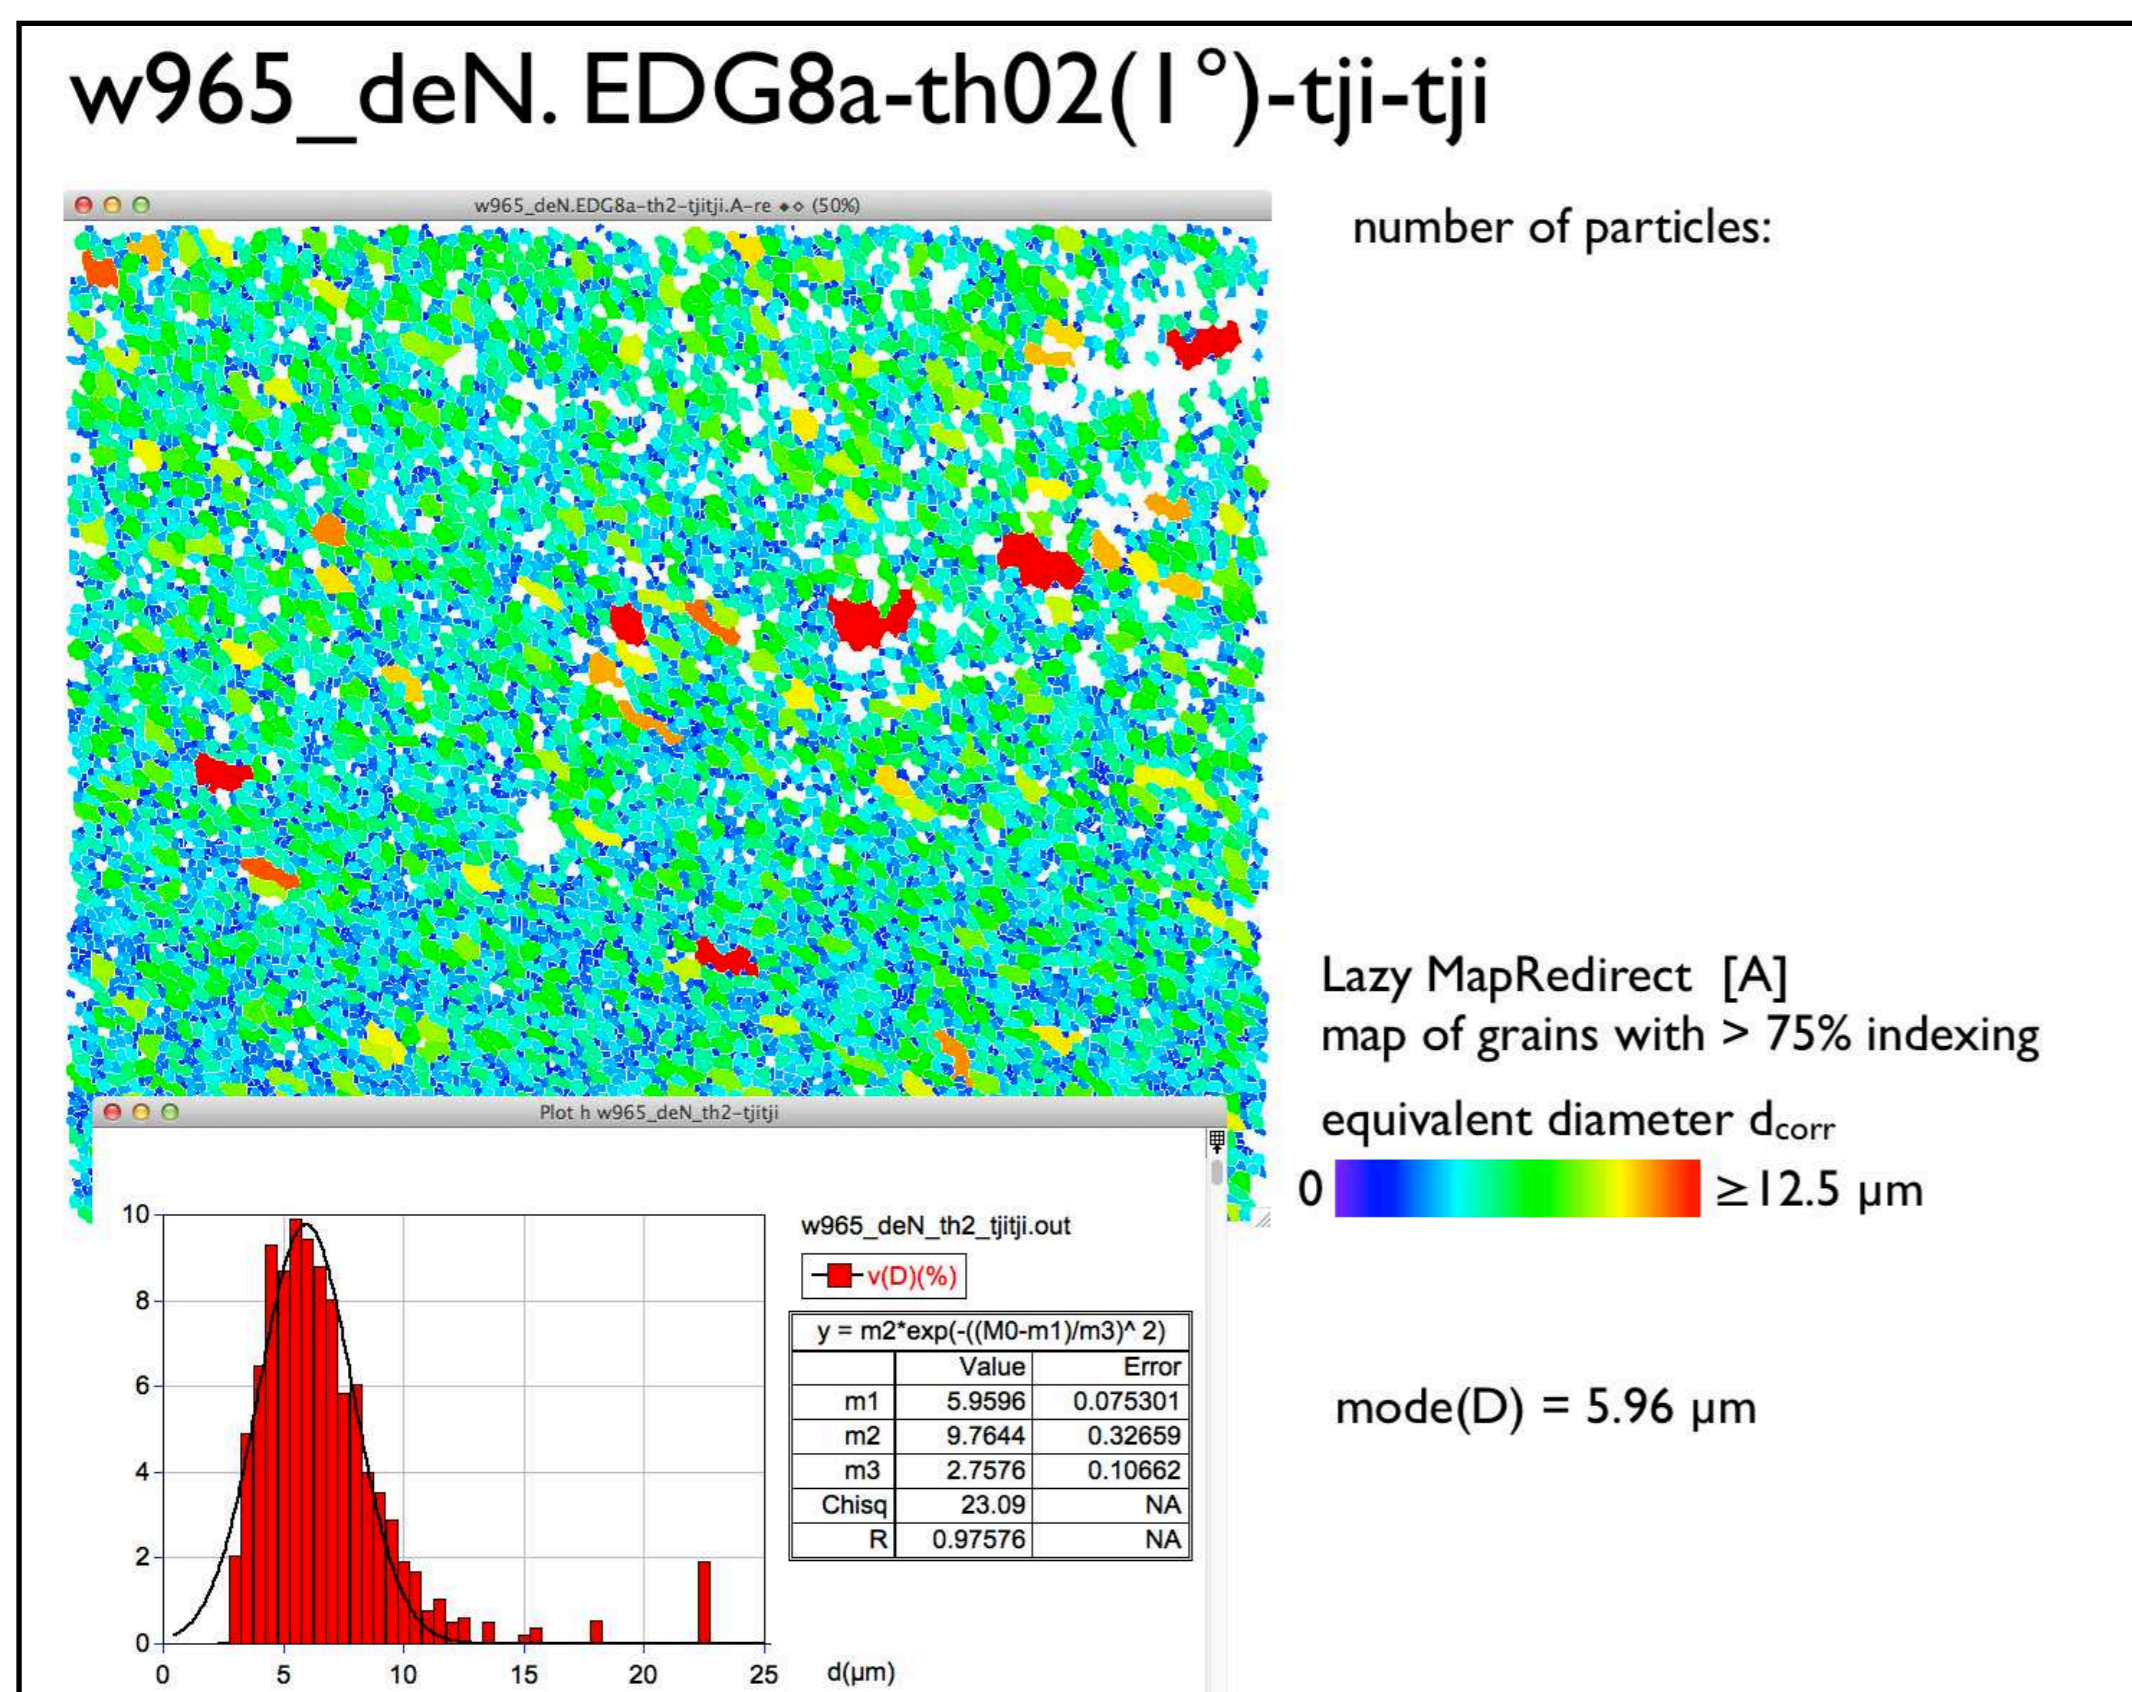 w965_deN. EDG8a-th02(1°)-tji-tji
w965_deN.EDG8a-th2-tjitji.A-re ◆◇ (50%)
number of particles:
Lazy MapRedirect [A]
map of grains with > 75% indexing
equivalent diameter dcorr
0 ≥12.5 µm
Plot h w965_deN_th2-tjitji
w965_deN_th2_tjitji.out
v(D)(%)
y = m2*exp(-((M0-m1)/m3)^ 2)
Value Error
m1 5.9596 0.075301
m2 9.7644 0.32659
m3 2.7576 0.10662
Chisq 23.09 NA
R 0.97576 NA
mode(D) = 5.96 µm
10
8
6
4
2
0
0 5 10 15 20 25 d(µm)